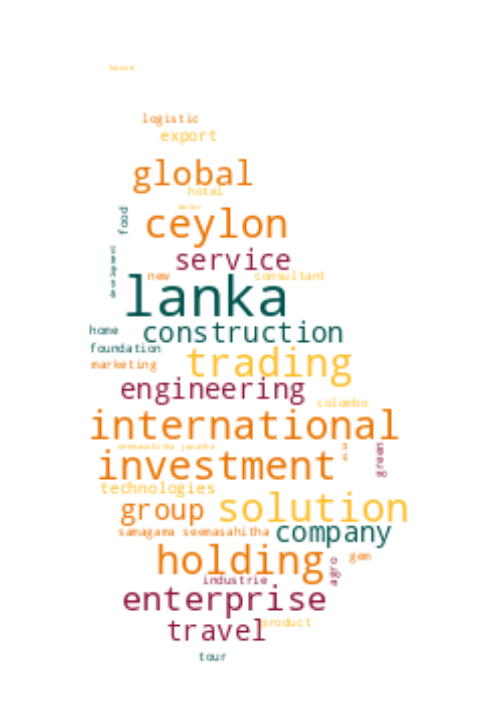 house
logistic
export
global
hotel
motor
food
ceylon
service
development
new
consultant
lanka
home
construction
foundation
trading
marketing
engineering
colombo
international
seemasahitha janatha
asia
green
investment
technologies
group
solution
samagama seemasahitha
company
holding
gem
agro
industrie
enterprise
travel
product
tour